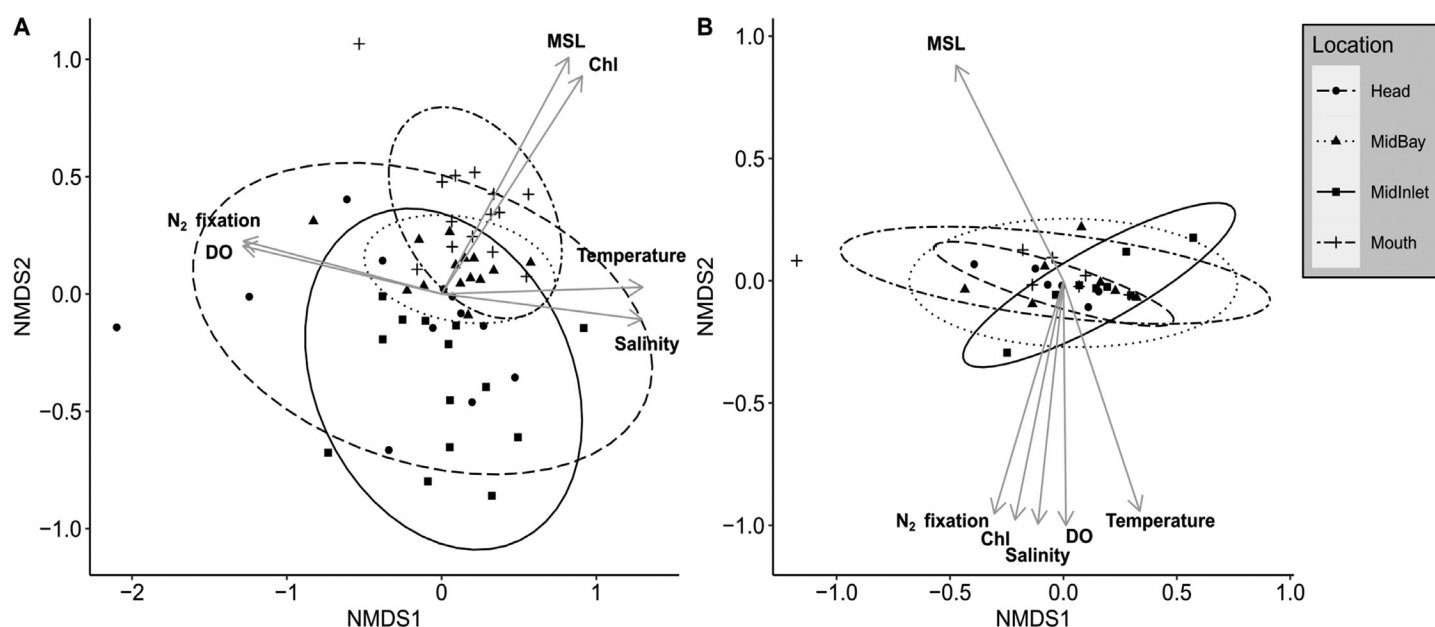 A
MSL
Chl
N₂ fixation
DO
Temperature
Salinity
1.0
0.5
0.0
−0.5
−1.0
NMDS2
−2
−1
0
1
NMDS1
B
MSL
N₂ fixation
Chl
Salinity
DO
Temperature
1.0
0.5
0.0
−0.5
−1.0
NMDS2
−1.0
−0.5
0.0
0.5
1.0
NMDS1
Location
Head
MidBay
MidInlet
Mouth